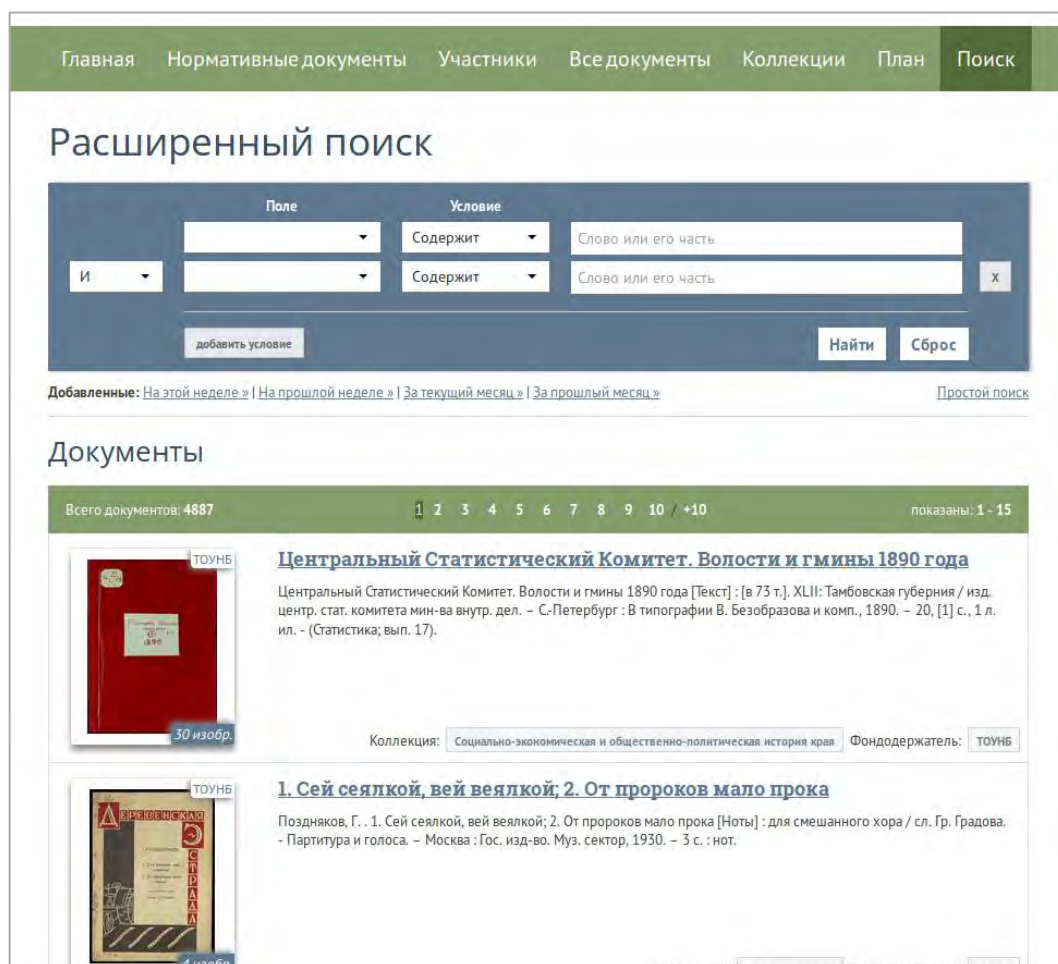 Главная Нормативные документы Участники Все документы Коллекции План Поиск
Расширенный поиск
Поле Условие
Содержит Слово или его часть
И Содержит Слово или его часть x
добавить условие Найти Сброс
Добавленные: На этой неделе » | На прошлой неделе » | За текущий месяц » | За прошлый месяц » Простой поиск
Документы
Всего документов: 4887 1 2 3 4 5 6 7 8 9 10 / +10 показаны: 1 - 15
ТОУНБ
Центральный Статистический Комитет. Волости и гмины 1890 года
Центральный Статистический Комитет. Волости и гмины 1890 года [Текст] : [в 73 т.]. XLII: Тамбовская губерния / изд.
центр. стат. комитета мин-ва внутр. дел. – С.-Петербург : В типографии В. Безобразова и комп., 1890. – 20, [1] с., 1 л.
ил. - (Статистика; вып. 17).
1890
30 изобр.
Коллекция: Социально-экономическая и общественно-политическая история края Фондодержатель: ТОУНБ
ТОУНБ
1. Сей сеялкой, вей веялкой; 2. От пророков мало прока
Поздняков, Г. . 1. Сей сеялкой, вей веялкой; 2. От пророков мало прока [Ноты] : для смешанного хора / сл. Гр. Градова.
- Партитура и голоса. – Москва : Гос. изд-во. Муз. сектор, 1930. – 3 с. : нот.
ДЕРЕВЕНСКАЯ
ЭСТРАДА
4 изобр.